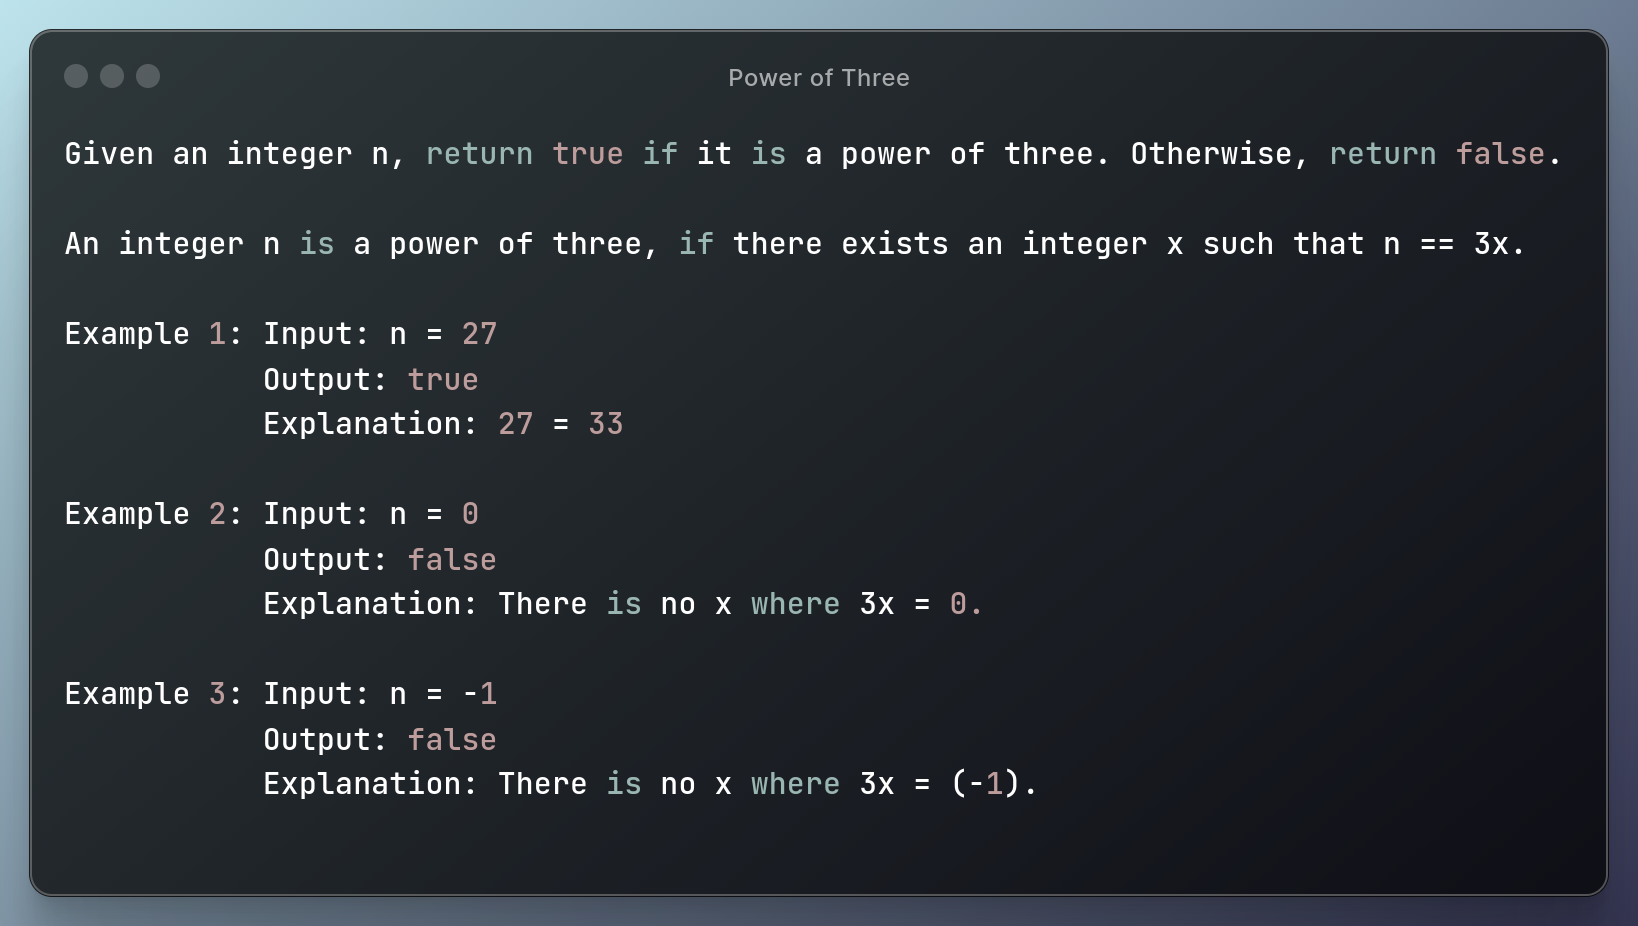 Power of Three
Given an integer n, return true if it is a power of three. Otherwise, return false.
An integer n is a power of three, if there exists an integer x such that n == 3x.
Example 1: Input: n = 27
Output: true
Explanation: 27 = 33
Example 2: Input: n = 0
Output: false
Explanation: There is no x where 3x = 0.
Example 3: Input: n = -1
Output: false
Explanation: There is no x where 3x = (-1).